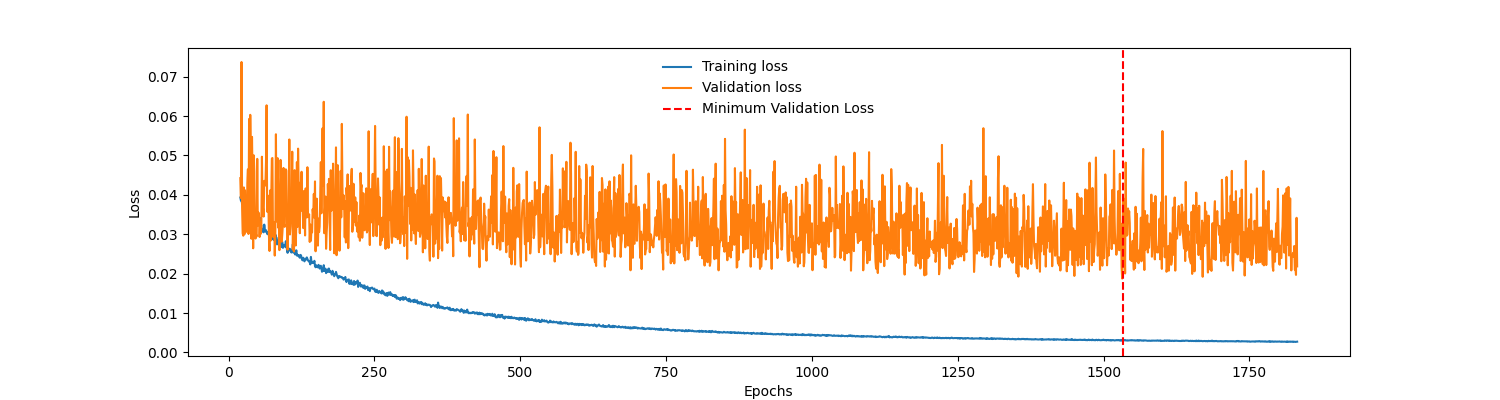 Training loss
Validation loss
Minimum Validation Loss
Loss
0.07
0.06
0.05
0.04
0.03
0.02
0.01
0.00
0 250 500 750 1000 1250 1500 1750
Epochs